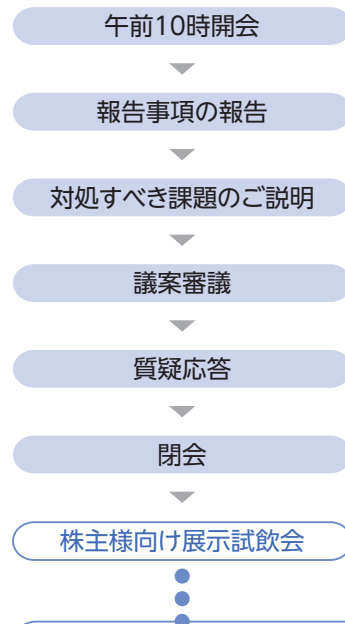 午前10時開会
報告事項の報告
対処すべき課題のご説明
議案審議
質疑応答
閉会
株主様向け展示試飲会